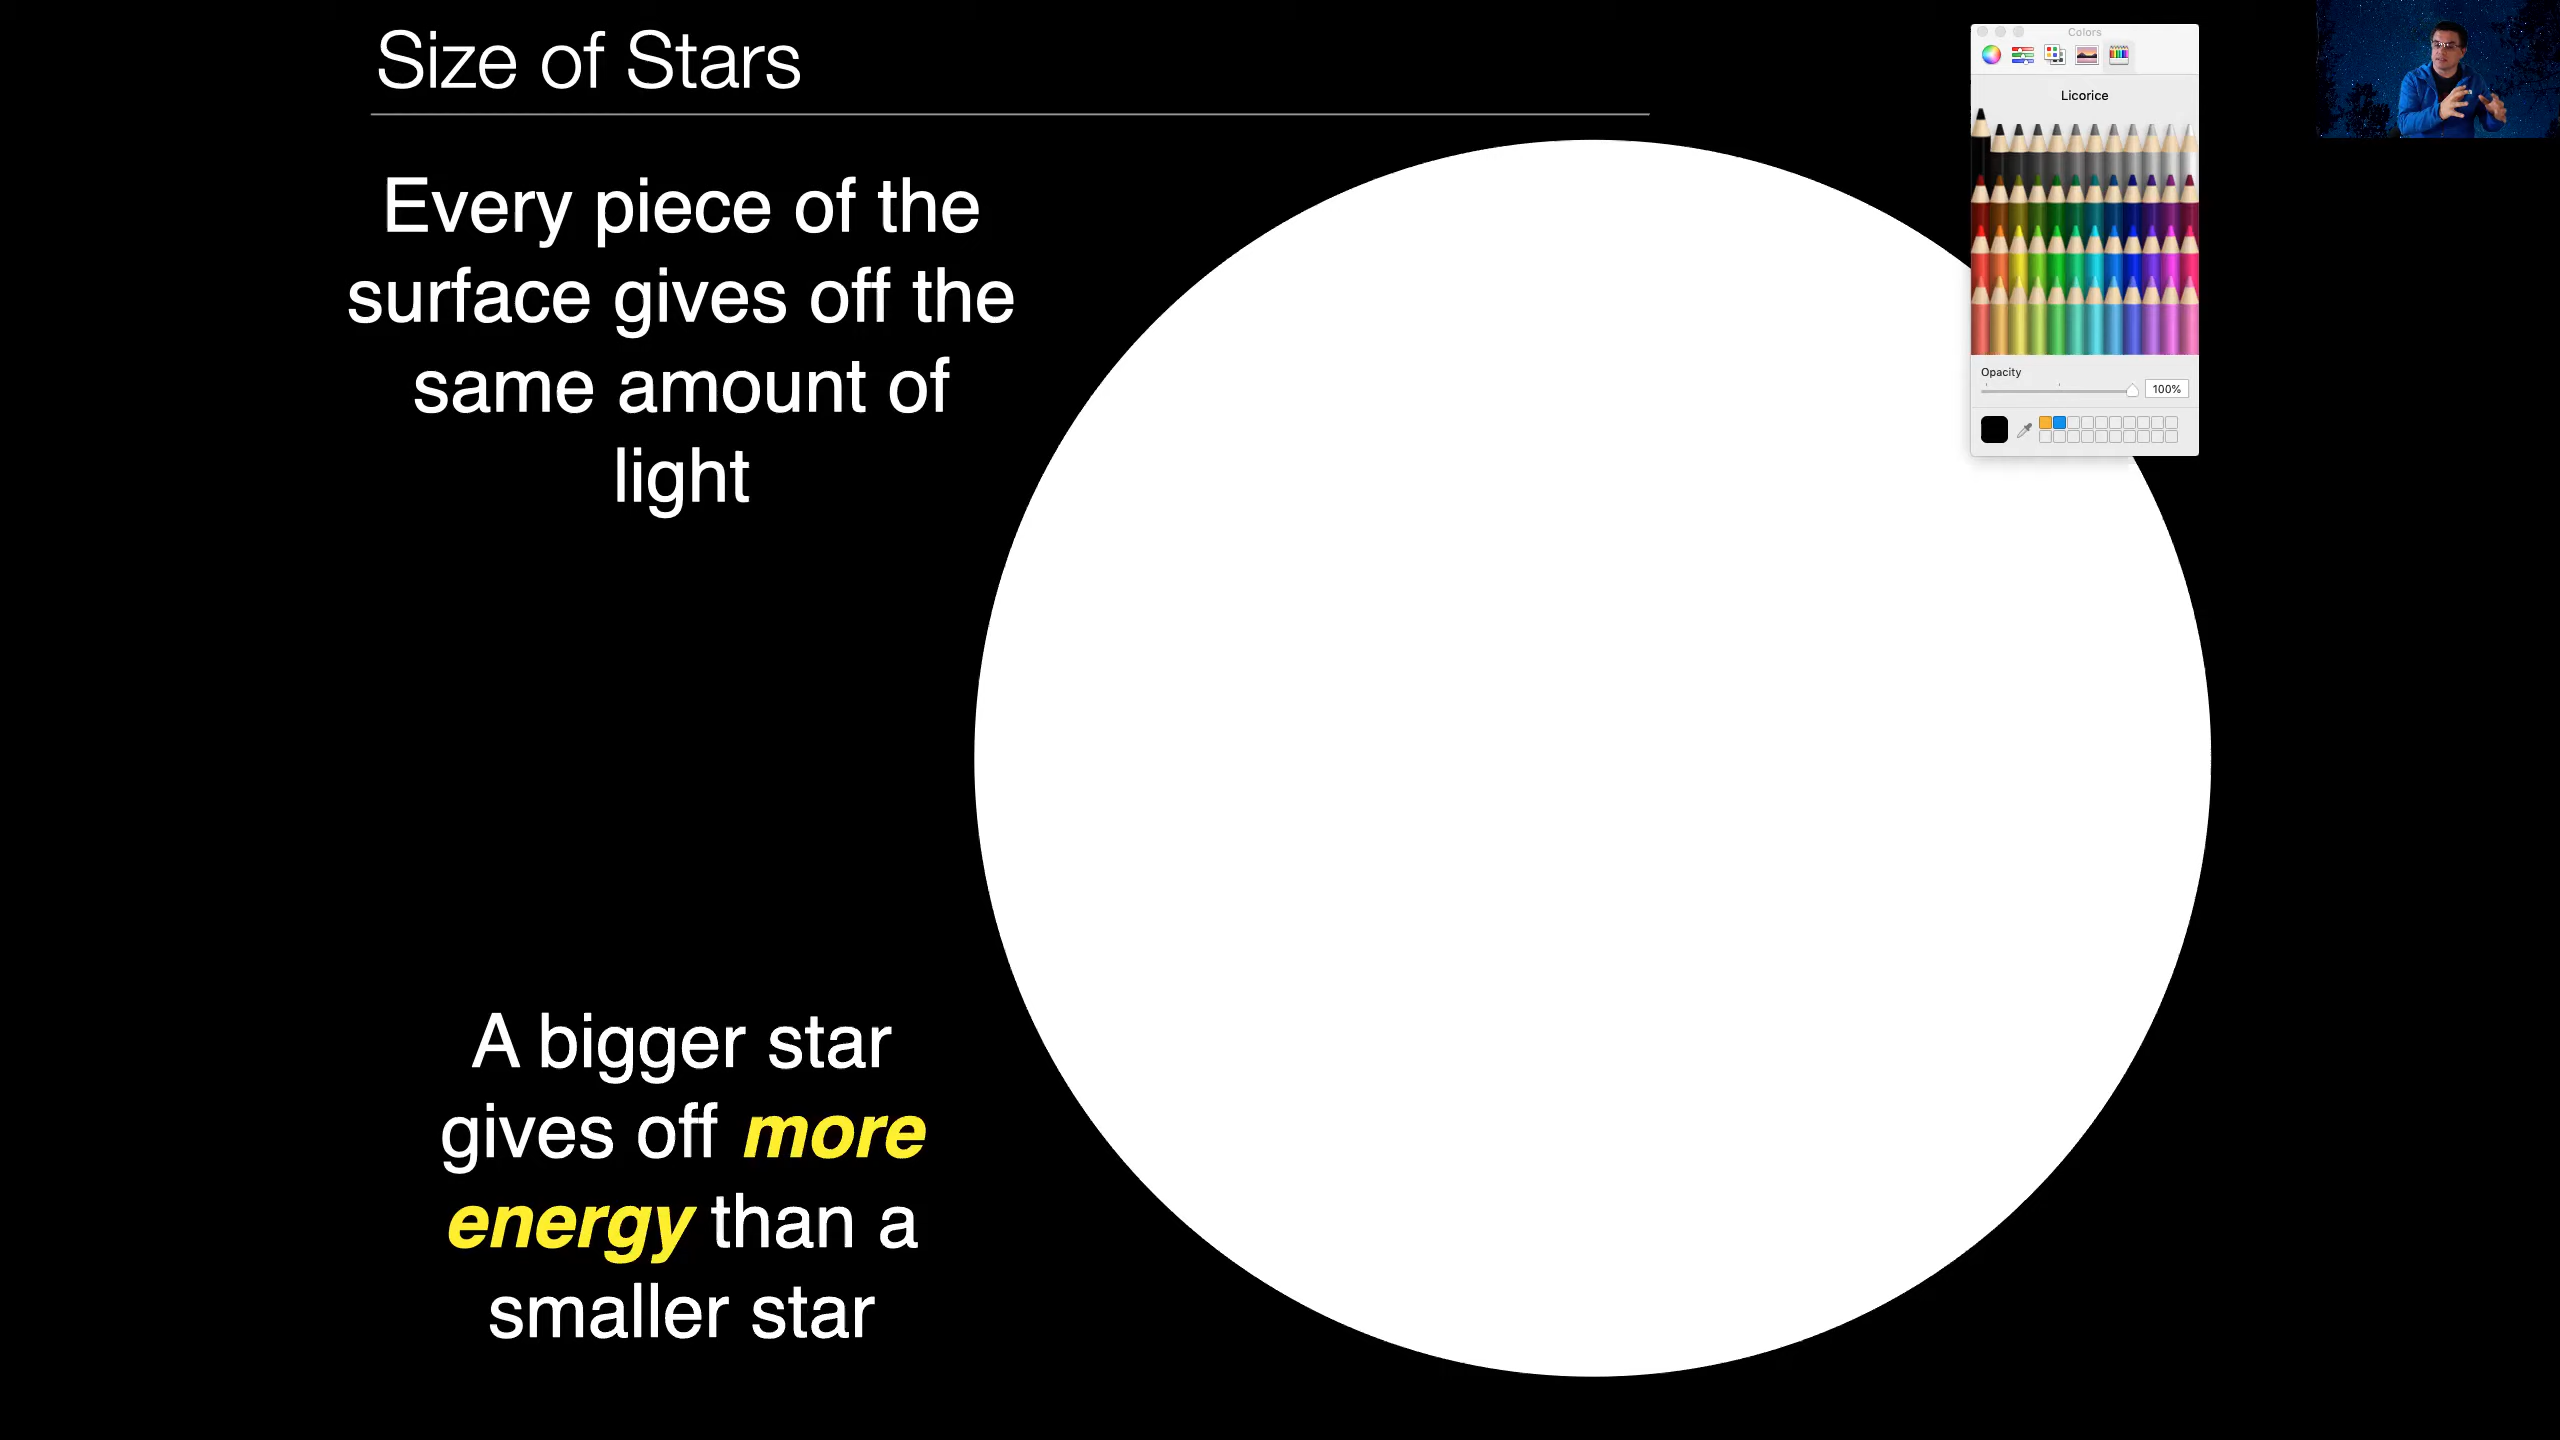 Size of Stars
Every piece of the
surface gives off the
same amount of
light
A bigger star
gives off more
energy than a
smaller star
Colors
Licorice
Opacity
100%